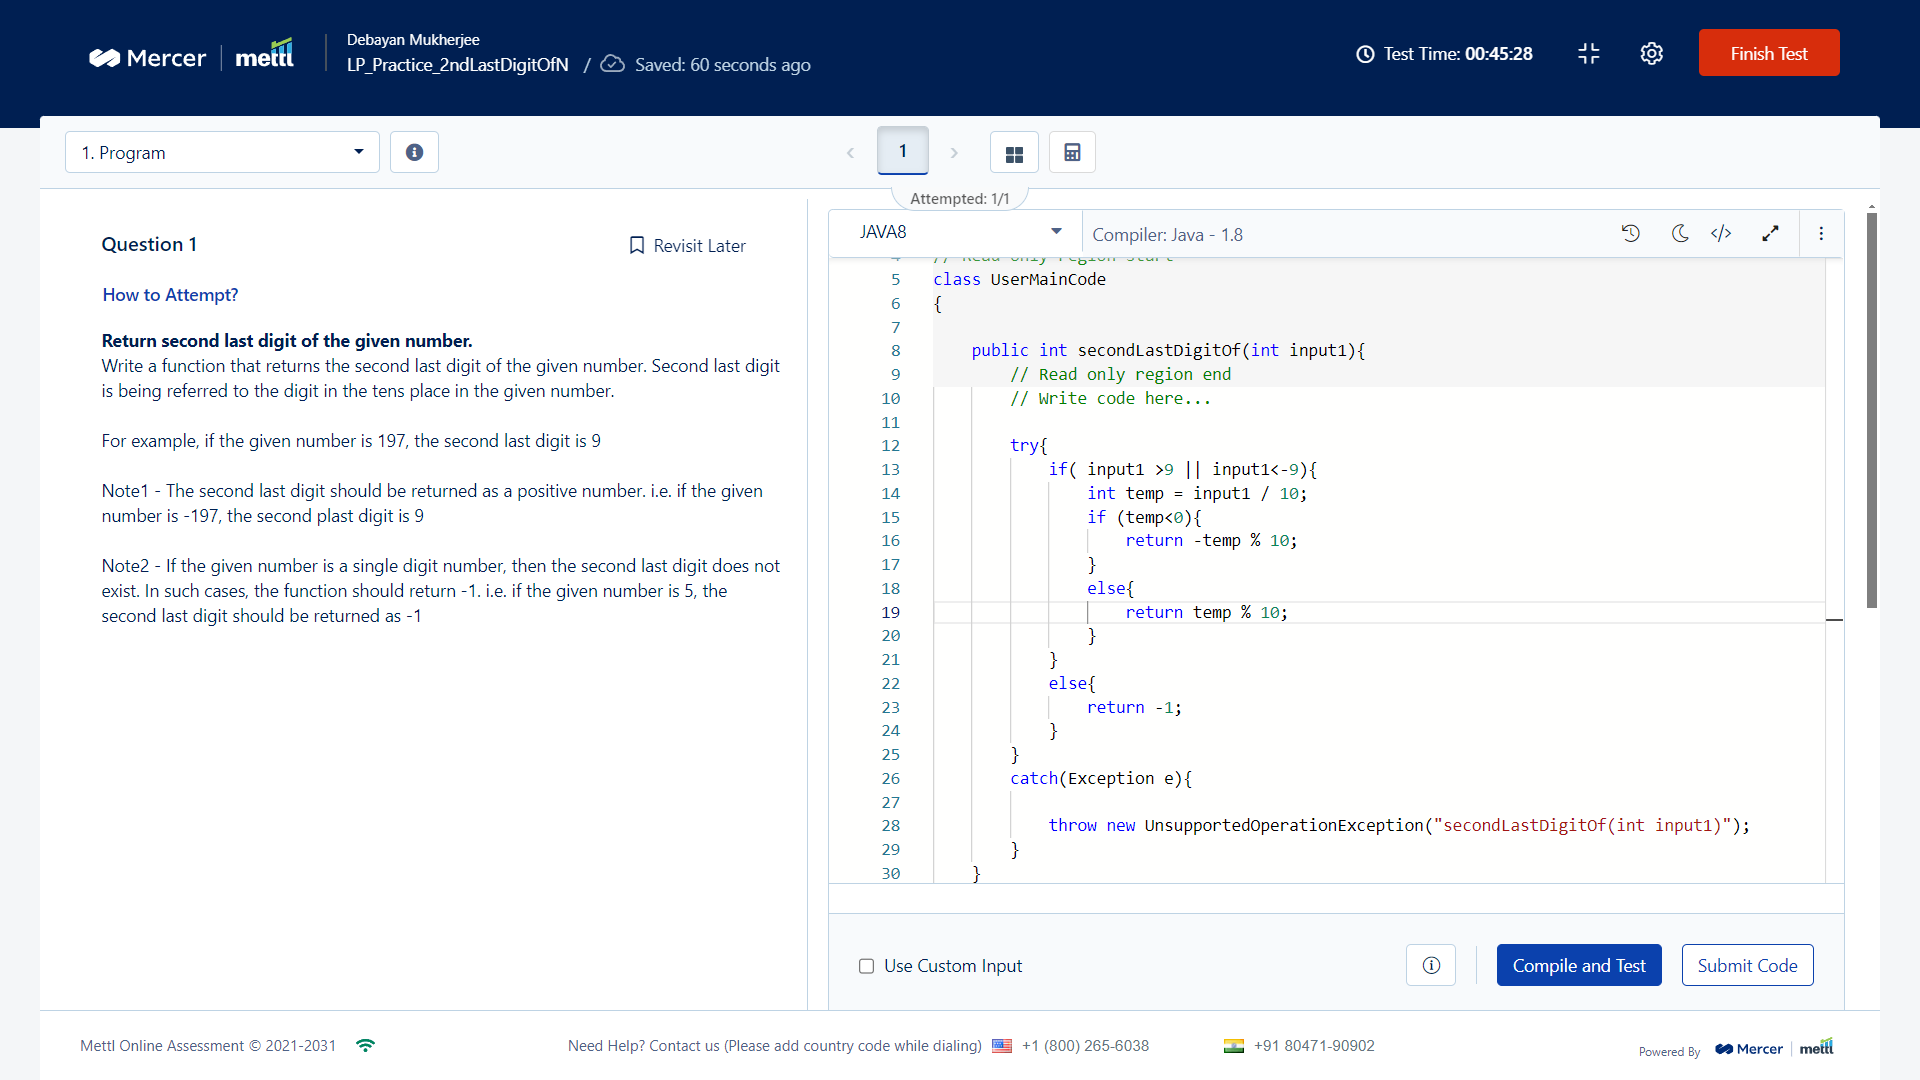 Mercer | mettl
Debayan Mukherjee
LP_Practice_2ndLastDigitOfN / Saved: 60 seconds ago
Test Time: 00:45:28
Finish Test
1. Program
1
Attempted: 1/1
Question 1
Revisit Later
How to Attempt?
Return second last digit of the given number.
Write a function that returns the second last digit of the given number. Second last digit
is being referred to the digit in the tens place in the given number.
For example, if the given number is 197, the second last digit is 9
Note1 - The second last digit should be returned as a positive number. i.e. if the given
number is -197, the second plast digit is 9
Note2 - If the given number is a single digit number, then the second last digit does not
exist. In such cases, the function should return -1. i.e. if the given number is 5, the
second last digit should be returned as -1
JAVA8
Compiler: Java - 1.8
4 // Read only region start
5 class UserMainCode
6 {
7
8     public int secondLastDigitOf(int input1){
9         // Read only region end
10         // Write code here...
11
12         try{
13             if( input1 >9 || input1<-9){
14                 int temp = input1 / 10;
15                 if (temp<0){
16                     return -temp % 10;
17                 }
18                 else{
19                     return temp % 10;
20                 }
21             }
22             else{
23                 return -1;
24             }
25         }
26         catch(Exception e){
27
28             throw new UnsupportedOperationException("secondLastDigitOf(int input1)");
29         }
30     }
Use Custom Input
Compile and Test
Submit Code
Mettl Online Assessment © 2021-2031
Need Help? Contact us (Please add country code while dialing)
+1 (800) 265-6038
+91 80471-90902
Powered By
Mercer | mettl